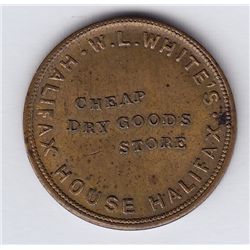 W.L.WHITE'S
HALIFAX HOUSE HALIFAX
CHEAP
DRY GOODS
STORE